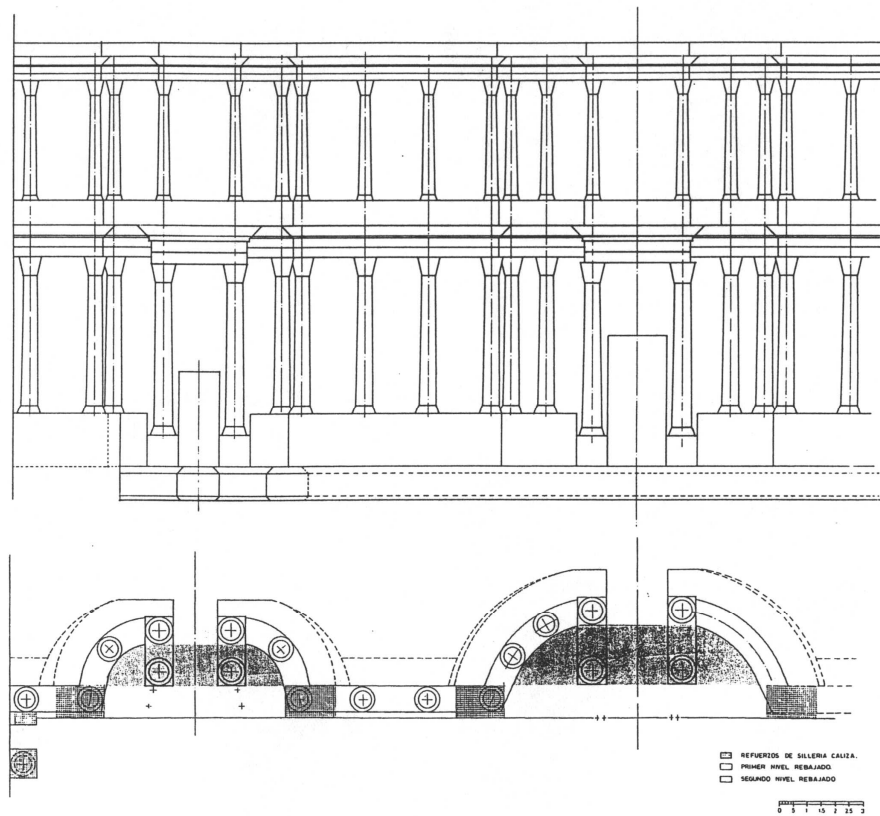 REFUERZOS DE SILLERIA CALIZA.
PRIMER NIVEL REBAJADO.
SEGUNDO NIVEL REBAJADO
0 5 1 1,5 2 2,5 3